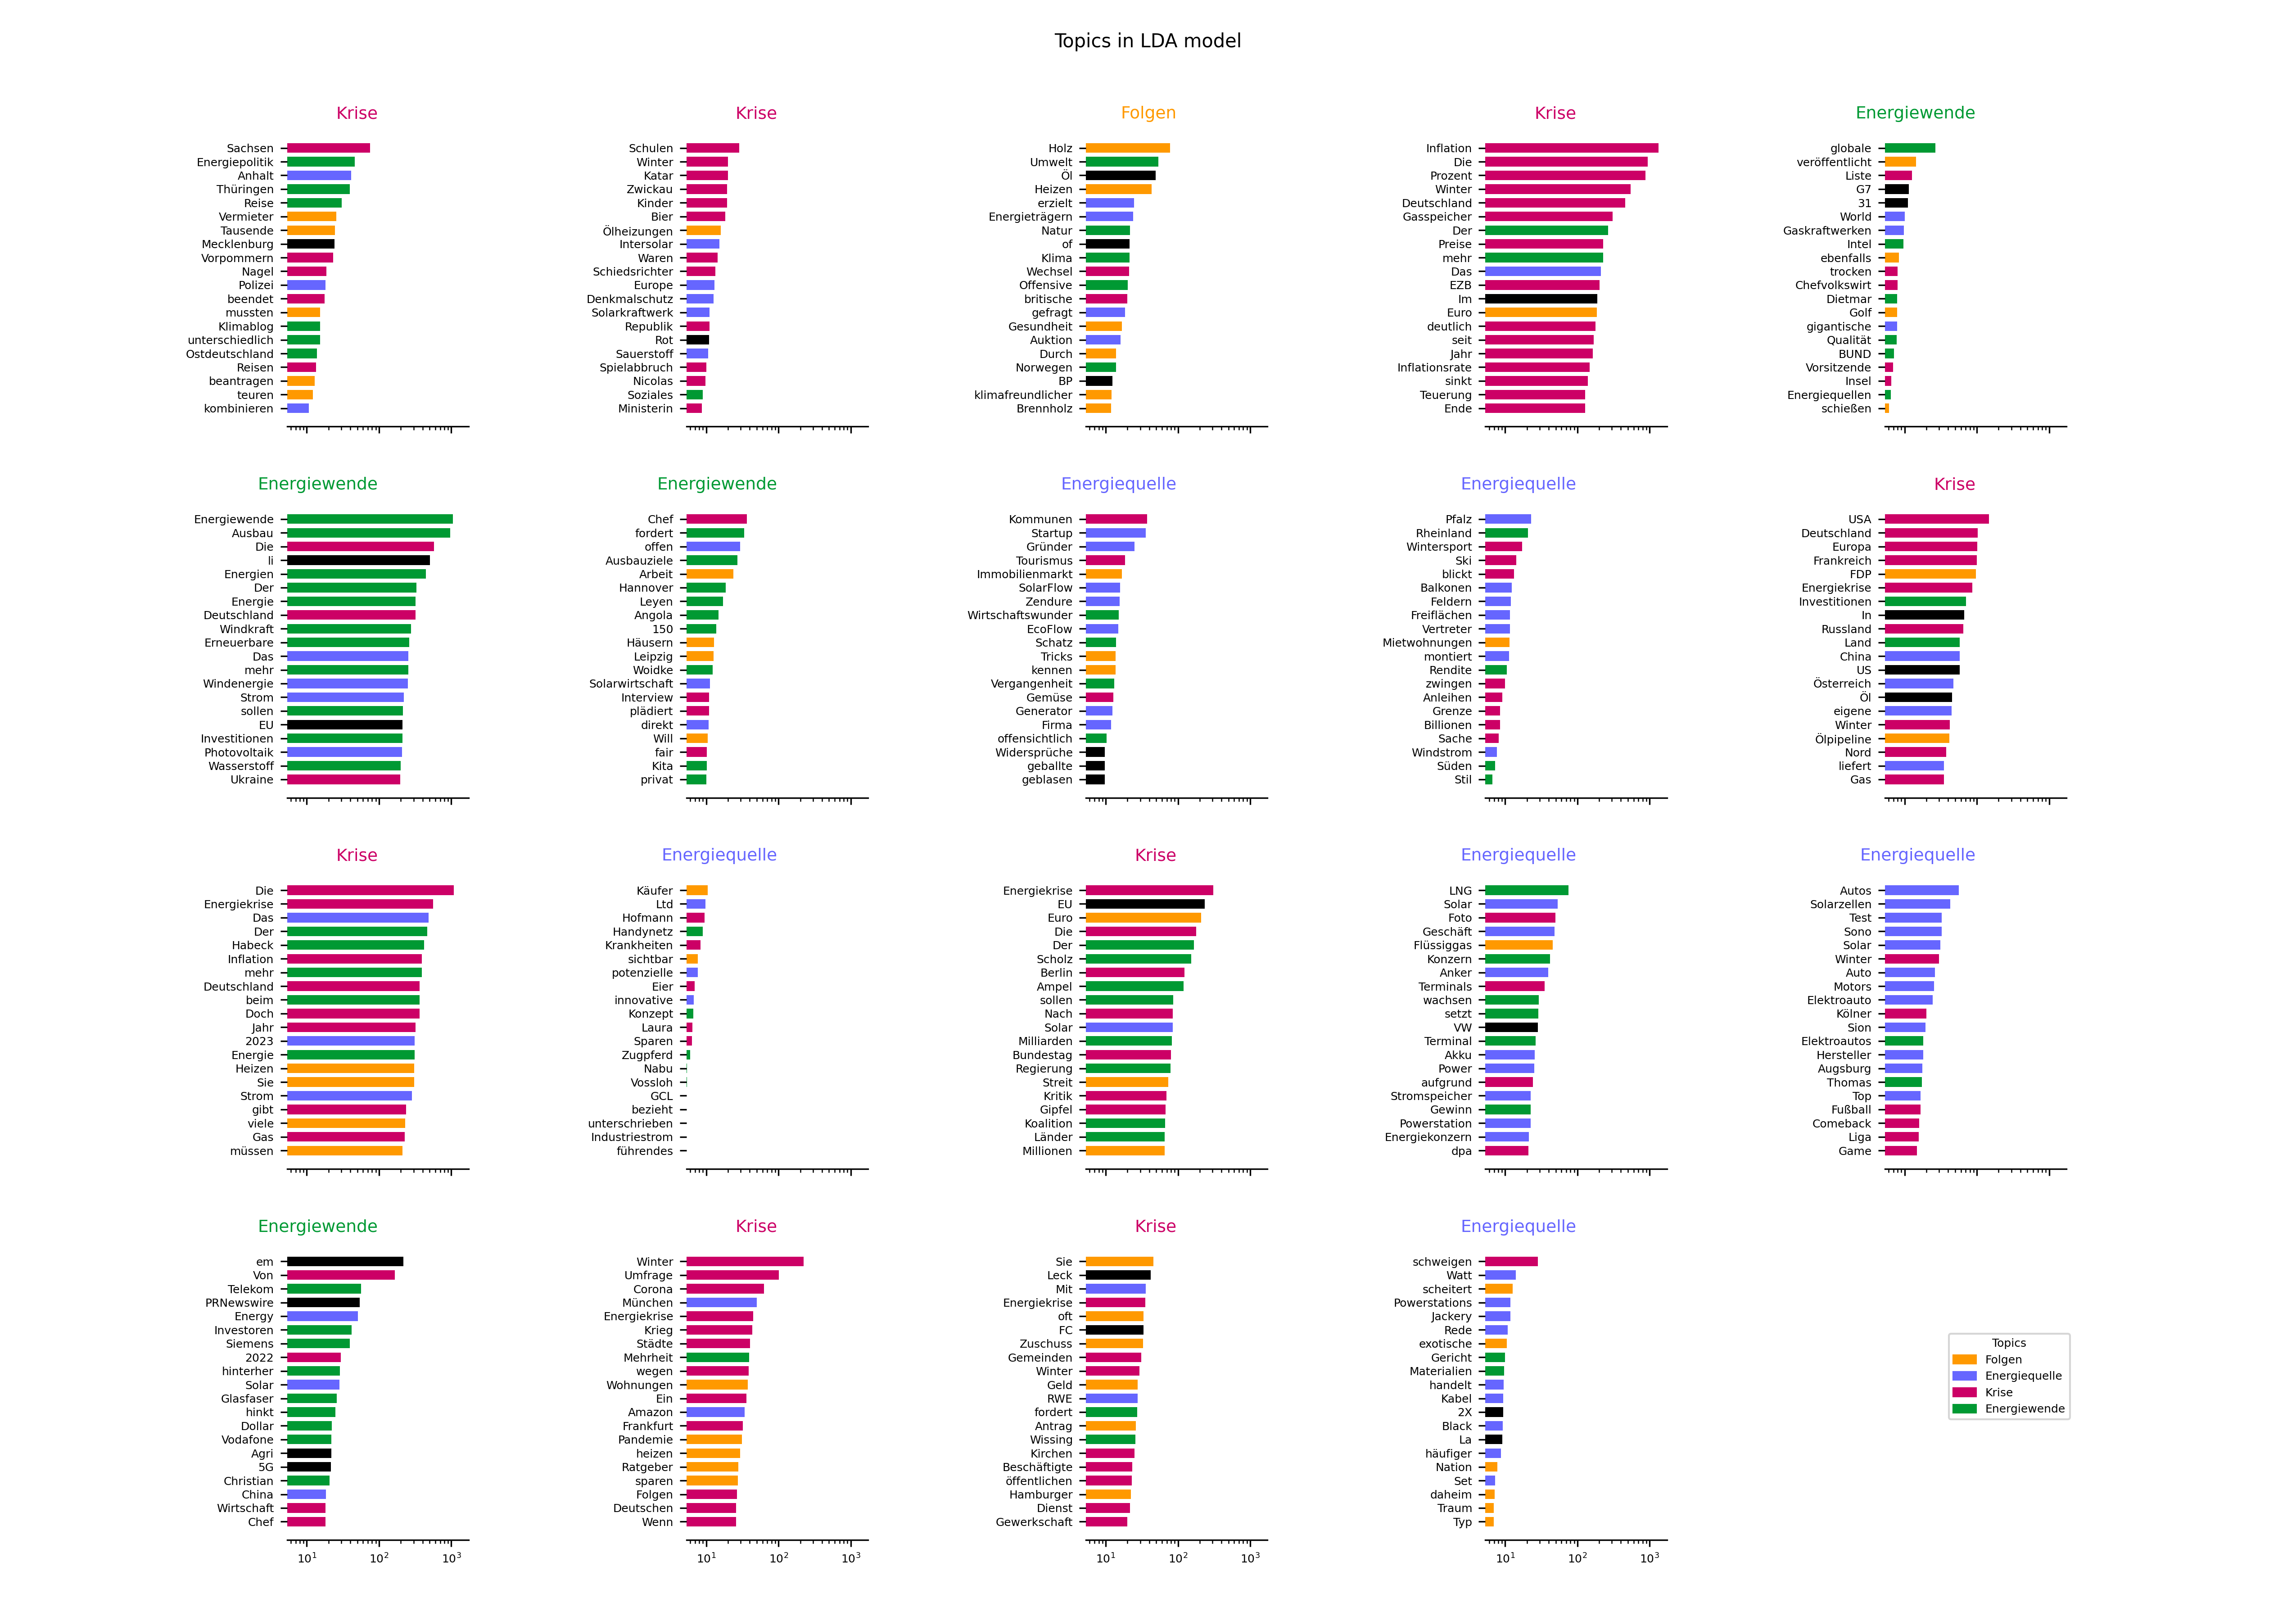 Topics in LDA model
Krise
Sachsen
Energiepolitik
Anhalt
Thüringen
Reise
Vermieter
Tausende
Mecklenburg
Vorpommern
Nagel
Polizei
beendet
mussten
Klimablog
unterschiedlich
Ostdeutschland
Reisen
beantragen
teuren
kombinieren
Krise
Schulen
Winter
Katar
Zwickau
Kinder
Bier
Ölheizungen
Intersolar
Waren
Schiedsrichter
Europe
Denkmalschutz
Solarkraftwerk
Republik
Rot
Sauerstoff
Spielabbruch
Nicolas
Soziales
Ministerin
Folgen
Holz
Umwelt
Öl
Heizen
erzielt
Energieträgern
Natur
of
Klima
Wechsel
Offensive
britische
gefragt
Gesundheit
Auktion
Durch
Norwegen
BP
klimafreundlicher
Brennholz
Krise
Inflation
Die
Prozent
Winter
Deutschland
Gasspeicher
Der
Preise
mehr
Das
EZB
Im
Euro
deutlich
seit
Jahr
Inflationsrate
sinkt
Teuerung
Ende
Energiewende
globale
veröffentlicht
Liste
G7
31
World
Gaskraftwerken
Intel
ebenfalls
trocken
Chefvolkswirt
Dietmar
Golf
gigantische
Qualität
BUND
Vorsitzende
Insel
Energiequellen
schießen
Energiewende
Energiewende
Ausbau
Die
li
Energien
Der
Energie
Deutschland
Windkraft
Erneuerbare
Das
mehr
Windenergie
Strom
sollen
EU
Investitionen
Photovoltaik
Wasserstoff
Ukraine
Energiewende
Chef
fordert
offen
Ausbauziele
Arbeit
Hannover
Leyen
Angola
150
Häusern
Leipzig
Woidke
Solarwirtschaft
Interview
plädiert
direkt
Will
fair
Kita
privat
Energiequelle
Kommunen
Startup
Gründer
Tourismus
Immobilienmarkt
SolarFlow
Zendure
Wirtschaftswunder
EcoFlow
Schatz
Tricks
kennen
Vergangenheit
Gemüse
Generator
Firma
offensichtlich
Widersprüche
geballte
geblasen
Energiequelle
Pfalz
Rheinland
Wintersport
Ski
blickt
Balkonen
Feldern
Freiflächen
Vertreter
Mietwohnungen
montiert
Rendite
zwingen
Anleihen
Grenze
Billionen
Sache
Windstrom
Süden
Stil
Krise
USA
Deutschland
Europa
Frankreich
FDP
Energiekrise
Investitionen
In
Russland
Land
China
US
Österreich
Öl
eigene
Winter
Ölpipeline
Nord
liefert
Gas
Krise
Die
Energiekrise
Das
Der
Habeck
Inflation
mehr
Deutschland
beim
Doch
Jahr
2023
Energie
Heizen
Sie
Strom
gibt
viele
Gas
müssen
Energiequelle
Käufer
Ltd
Hofmann
Handynetz
Krankheiten
sichtbar
potenzielle
Eier
innovative
Konzept
Laura
Sparen
Zugpferd
Nabu
Vossloh
GCL
bezieht
unterschrieben
Industriestrom
führendes
Krise
Energiekrise
EU
Euro
Die
Der
Scholz
Berlin
Ampel
sollen
Nach
Solar
Milliarden
Bundestag
Regierung
Streit
Kritik
Gipfel
Koalition
Länder
Millionen
Energiequelle
LNG
Solar
Foto
Geschäft
Flüssiggas
Konzern
Anker
Terminals
wachsen
setzt
VW
Terminal
Akku
Power
aufgrund
Stromspeicher
Gewinn
Powerstation
Energiekonzern
dpa
Energiequelle
Autos
Solarzellen
Test
Sono
Solar
Winter
Auto
Motors
Elektroauto
Kölner
Sion
Elektroautos
Hersteller
Augsburg
Thomas
Top
Fußball
Comeback
Liga
Game
Energiewende
em
Von
Telekom
PRNewswire
Energy
Investoren
Siemens
2022
hinterher
Solar
Glasfaser
hinkt
Dollar
Vodafone
Agri
5G
Christian
China
Wirtschaft
Chef
10¹ 10² 10³
Krise
Winter
Umfrage
Corona
München
Energiekrise
Krieg
Städte
Mehrheit
wegen
Wohnungen
Ein
Amazon
Frankfurt
Pandemie
heizen
Ratgeber
sparen
Folgen
Deutschen
Wenn
10¹ 10² 10³
Krise
Sie
Leck
Mit
Energiekrise
oft
FC
Zuschuss
Gemeinden
Winter
Geld
RWE
fordert
Antrag
Wissing
Kirchen
Beschäftigte
öffentlichen
Hamburger
Dienst
Gewerkschaft
10¹ 10² 10³
Energiequelle
schweigen
Watt
scheitert
Powerstations
Jackery
Rede
exotische
Gericht
Materialien
handelt
Kabel
2X
Black
La
häufiger
Nation
Set
daheim
Traum
Typ
10¹ 10² 10³
Topics
Folgen
Energiequelle
Krise
Energiewende